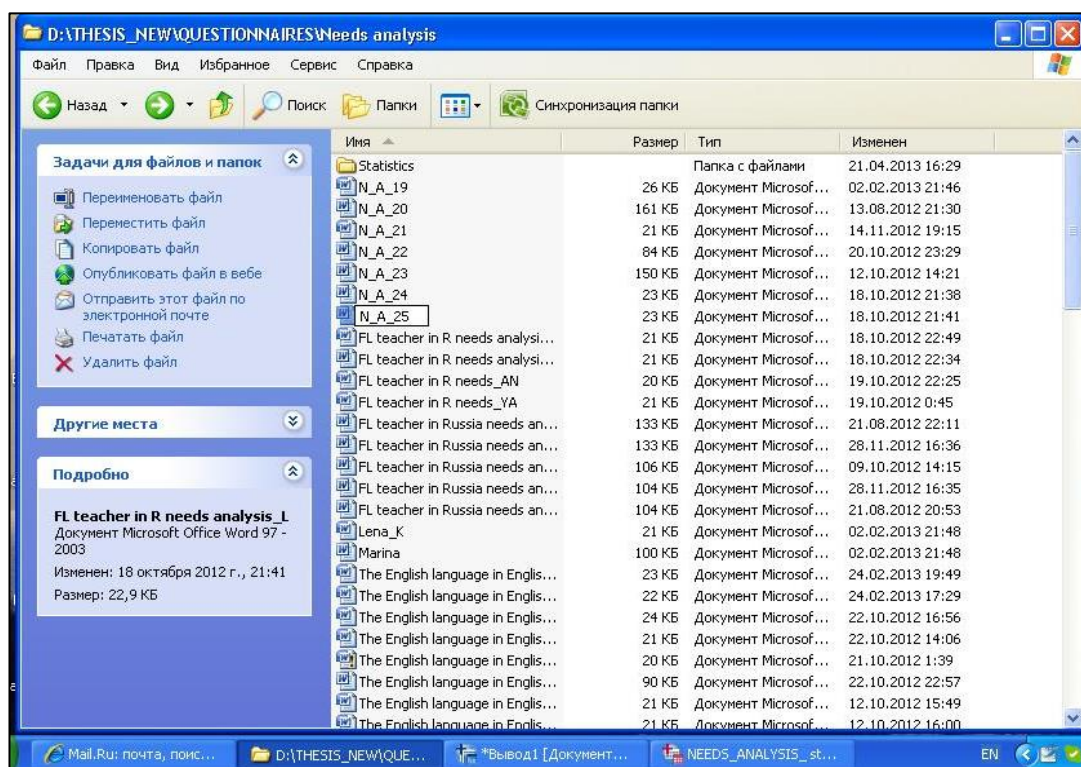 D:\THESIS_NEW\QUESTIONNAIRES\Needs analysis
Файл Правка Вид Избранное Сервис Справка
Назад Поиск Папки Синхронизация папки
Имя Размер Тип Изменен
Задачи для файлов и папок
Переименовать файл
Переместить файл
Копировать файл
Опубликовать файл в вебе
Отправить этот файл по
электронной почте
Печатать файл
Удалить файл
Другие места
Подробно
FL teacher in R needs analysis_L
Документ Microsoft Office Word 97 -
2003
Изменен: 18 октября 2012 г., 21:41
Размер: 22,9 КБ
Statistics Папка с файлами 21.04.2013 16:29
N_A_19 26 КБ Документ Microsof... 02.02.2013 21:46
N_A_20 161 КБ Документ Microsof... 13.08.2012 21:30
N_A_21 21 КБ Документ Microsof... 14.11.2012 19:15
N_A_22 84 КБ Документ Microsof... 20.10.2012 23:29
N_A_23 150 КБ Документ Microsof... 12.10.2012 14:21
N_A_24 23 КБ Документ Microsof... 18.10.2012 21:38
N_A_25 23 КБ Документ Microsof... 18.10.2012 21:41
FL teacher in R needs analysi... 21 КБ Документ Microsof... 18.10.2012 22:49
FL teacher in R needs analysi... 21 КБ Документ Microsof... 18.10.2012 22:34
FL teacher in R needs_AN 20 КБ Документ Microsof... 19.10.2012 22:25
FL teacher in R needs_YA 21 КБ Документ Microsof... 19.10.2012 0:45
FL teacher in Russia needs an... 133 КБ Документ Microsof... 21.08.2012 22:11
FL teacher in Russia needs an... 133 КБ Документ Microsof... 28.11.2012 16:36
FL teacher in Russia needs an... 106 КБ Документ Microsof... 09.10.2012 14:15
FL teacher in Russia needs an... 104 КБ Документ Microsof... 28.11.2012 16:35
FL teacher in Russia needs an... 104 КБ Документ Microsof... 21.08.2012 20:53
Lena_K 21 КБ Документ Microsof... 02.02.2013 21:48
Marina 100 КБ Документ Microsof... 02.02.2013 21:48
The English language in Englis... 23 КБ Документ Microsof... 24.02.2013 19:49
The English language in Englis... 22 КБ Документ Microsof... 24.02.2013 17:29
The English language in Englis... 24 КБ Документ Microsof... 22.10.2012 16:56
The English language in Englis... 21 КБ Документ Microsof... 22.10.2012 14:06
The English language in Englis... 20 КБ Документ Microsof... 21.10.2012 1:39
The English language in Englis... 90 КБ Документ Microsof... 22.10.2012 22:57
The English language in Englis... 21 КБ Документ Microsof... 12.10.2012 15:49
The English language in Englis... 21 КБ Документ Microsof... 12.10.2012 16:00
Mail.Ru: почта, поис... D:\THESIS_NEW\QUE... *Вывод1 [Документ... NEEDS_ANALYSIS_st... EN